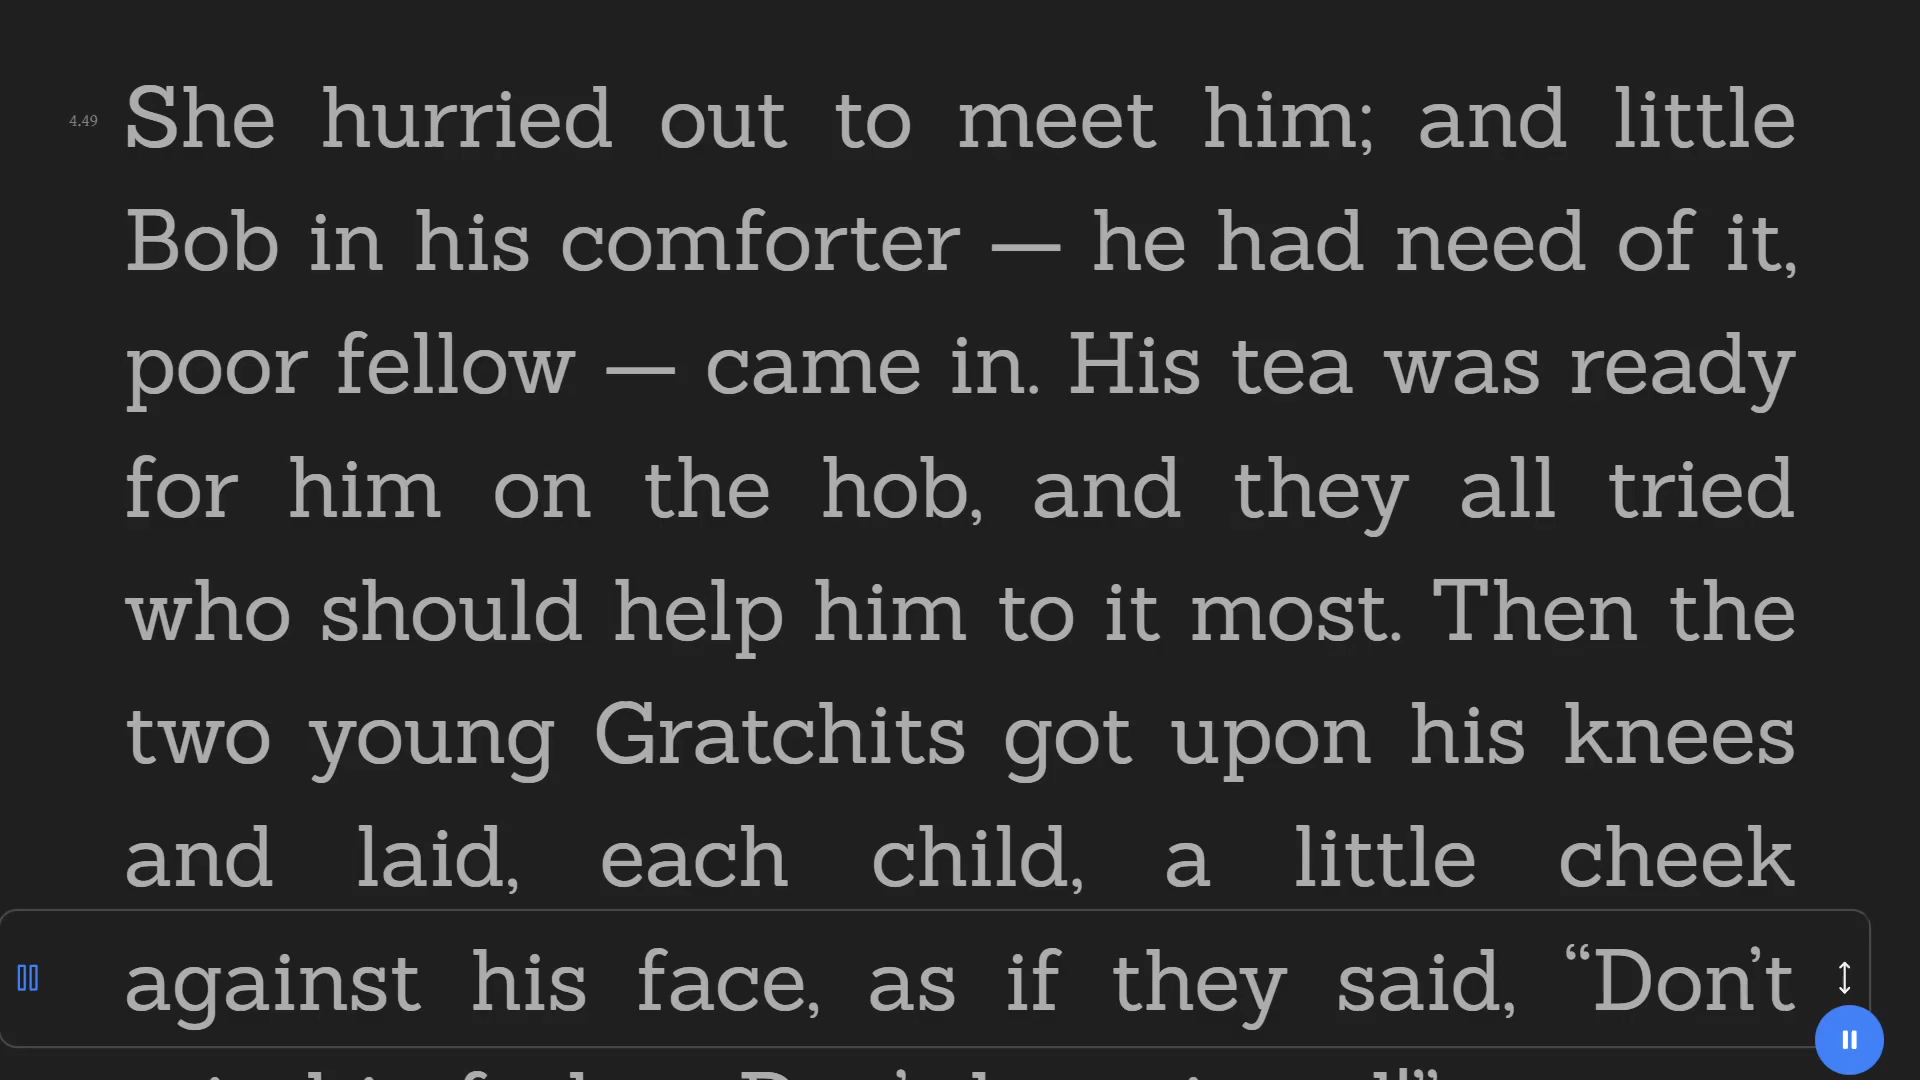 4.49
She hurried out to meet him; and little
Bob in his comforter — he had need of it,
poor fellow — came in. His tea was ready
for him on the hob, and they all tried
who should help him to it most. Then the
two young Gratchits got upon his knees
and laid, each child, a little cheek
against his face, as if they said, “Don’t